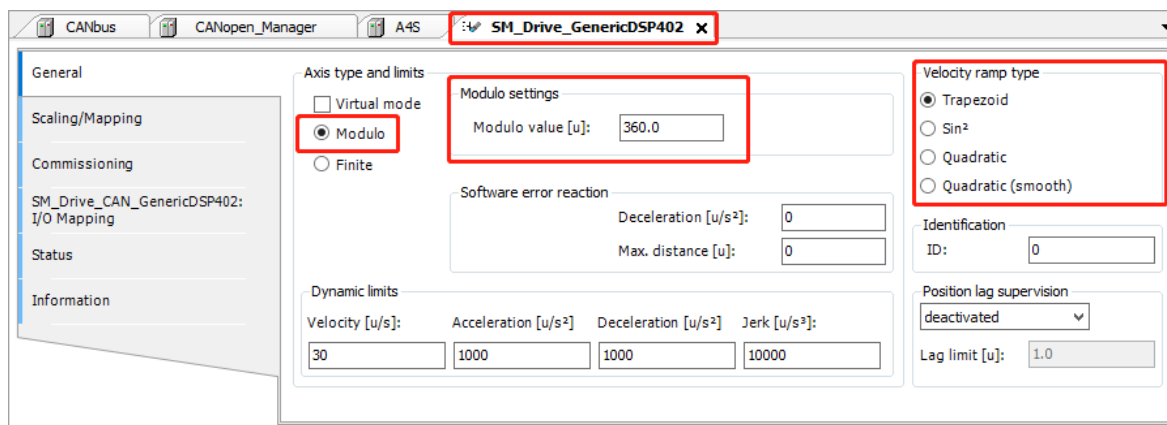 CANbus
CANopen_Manager
A4S
SM_Drive_GenericDSP402 x
General
Scaling/Mapping
Commissioning
SM_Drive_CAN_GenericDSP402:
I/O Mapping
Status
Information
Axis type and limits
Virtual mode
Modulo
Finite
Modulo settings
Modulo value [u]: 360.0
Software error reaction
Deceleration [u/s²]: 0
Max. distance [u]: 0
Dynamic limits
Velocity [u/s]: Acceleration [u/s²] Deceleration [u/s²] Jerk [u/s³]:
30 1000 1000 10000
Velocity ramp type
Trapezoid
Sin²
Quadratic
Quadratic (smooth)
Identification
ID: 0
Position lag supervision
deactivated
Lag limit [u]: 1.0